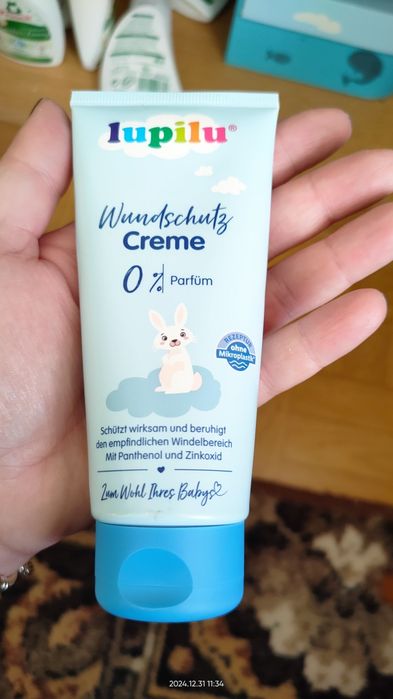 lupilu®
Wundschutz
Creme
0% Parfüm
REZEPTUR
ohne
Mikroplastik
Schützt wirksam und beruhigt
den empfindlichen Windelbereich
Mit Panthenol und Zinkoxid
Zum Wohl Ihres Babys
2024.12.31 11:34